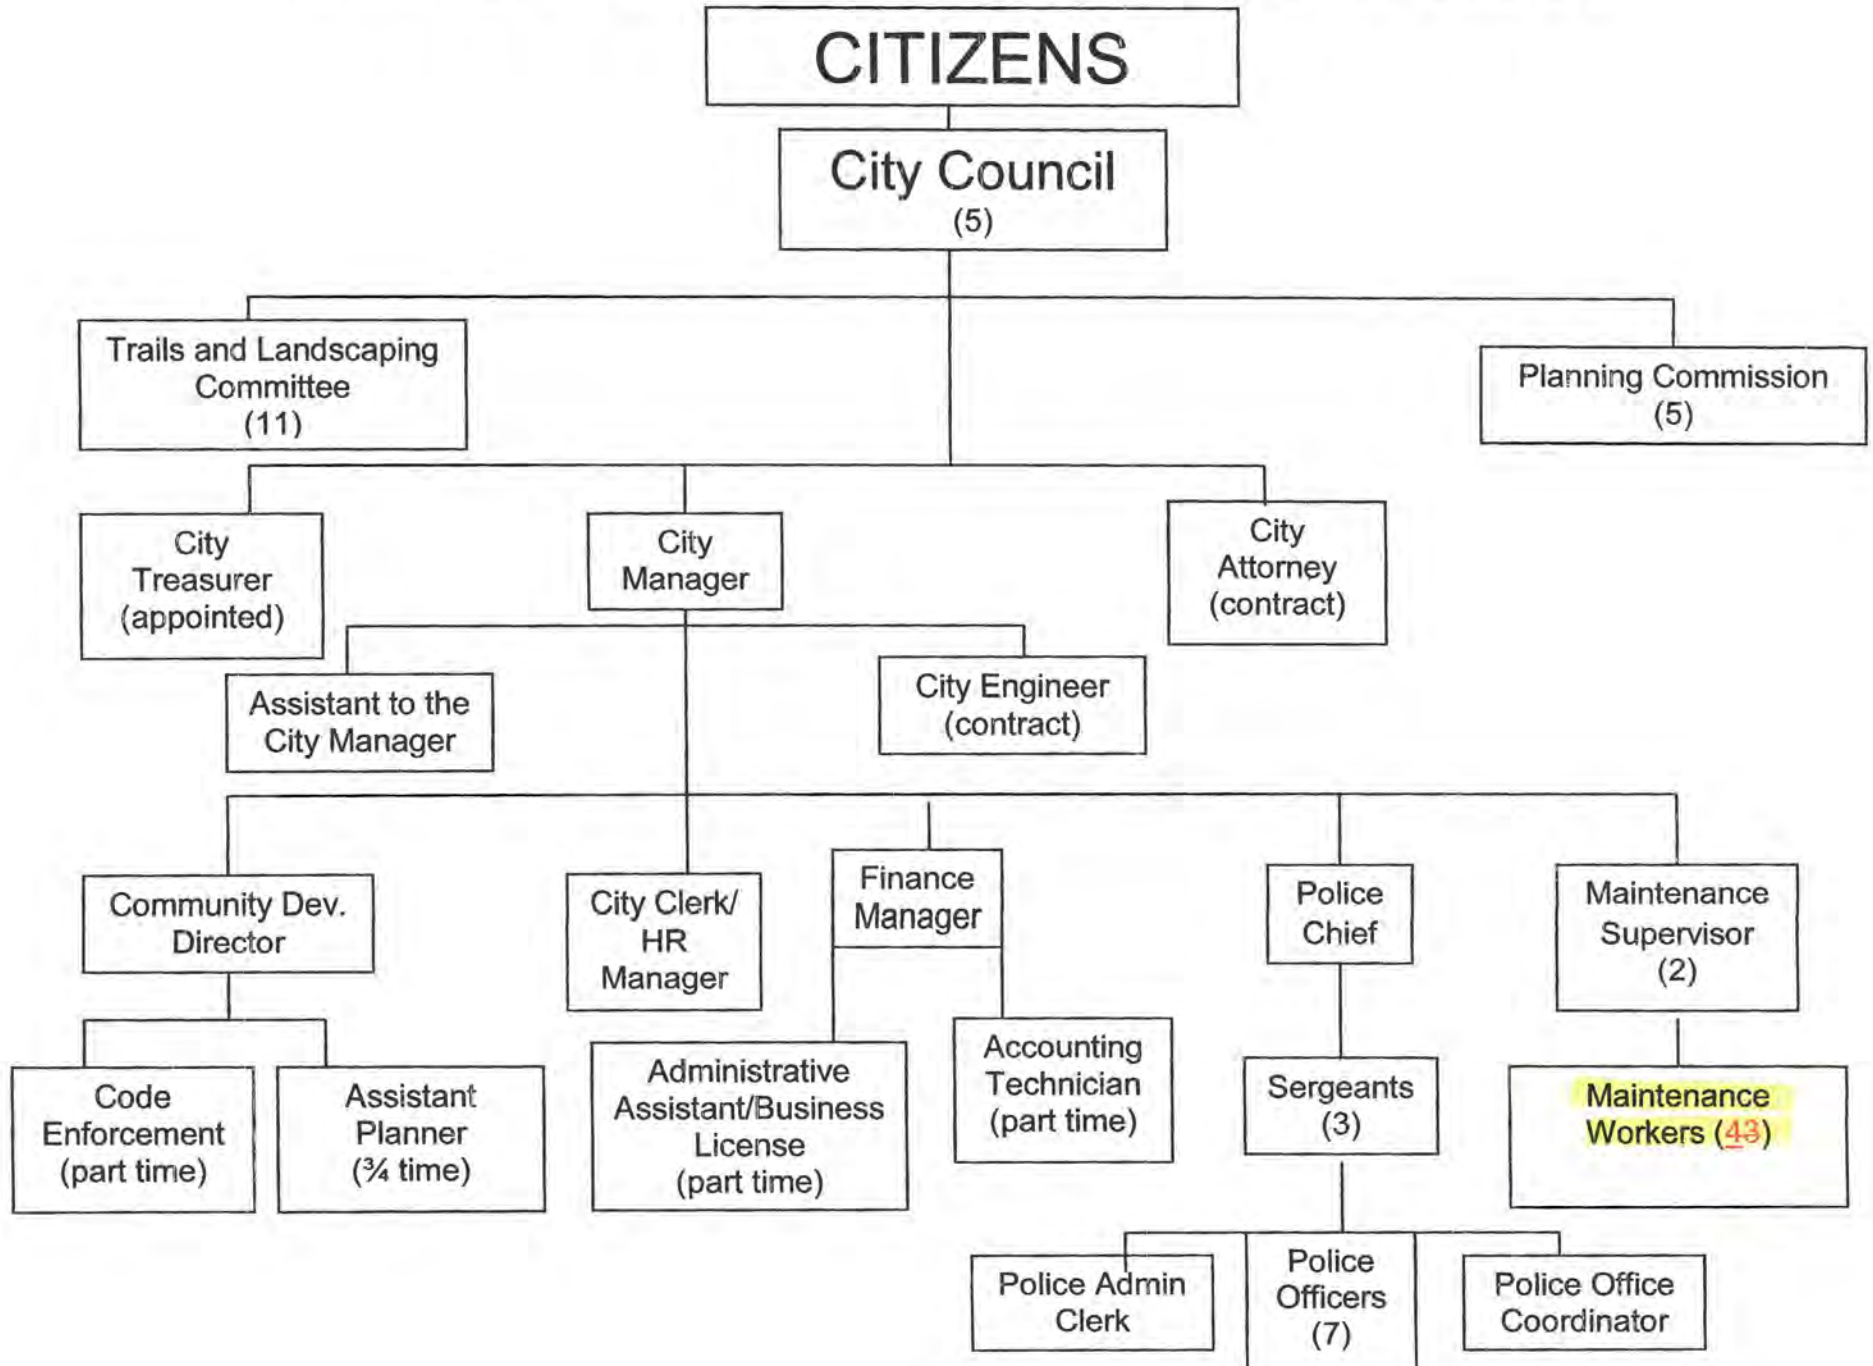 CITIZENS
City Council
(5)
Trails and Landscaping
Committee
(11)
Planning Commission
(5)
City
Treasurer
(appointed)
City
Manager
City
Attorney
(contract)
Assistant to the
City Manager
City Engineer
(contract)
Community Dev.
Director
City Clerk/
HR
Manager
Finance
Manager
Police
Chief
Maintenance
Supervisor
(2)
Code
Enforcement
(part time)
Assistant
Planner
(¾ time)
Administrative
Assistant/Business
License
(part time)
Accounting
Technician
(part time)
Sergeants
(3)
Maintenance
Workers (43)
Police Admin
Clerk
Police
Officers
(7)
Police Office
Coordinator